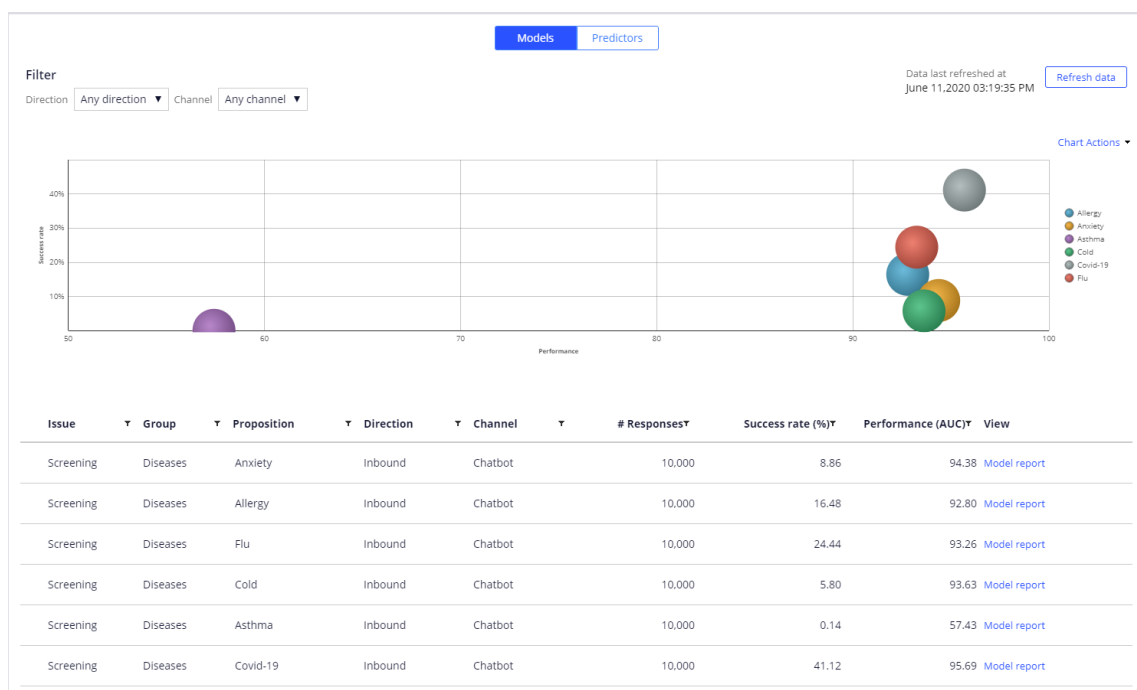 Models Predictors
Filter
Data last refreshed at
Direction Any direction ▼ Channel Any channel ▼
June 11,2020 03:19:35 PM
Refresh data
Chart Actions
Success rate
40%
30%
20%
10%
50 60 70 80 90 100
Performance
Allergy
Anxiety
Asthma
Cold
Covid-19
Flu
Issue Group Proposition Direction Channel # Responses Success rate (%) Performance (AUC) View
Screening Diseases Anxiety Inbound Chatbot 10,000 8.86 94.38 Model report
Screening Diseases Allergy Inbound Chatbot 10,000 16.48 92.80 Model report
Screening Diseases Flu Inbound Chatbot 10,000 24.44 93.26 Model report
Screening Diseases Cold Inbound Chatbot 10,000 5.80 93.63 Model report
Screening Diseases Asthma Inbound Chatbot 10,000 0.14 57.43 Model report
Screening Diseases Covid-19 Inbound Chatbot 10,000 41.12 95.69 Model report